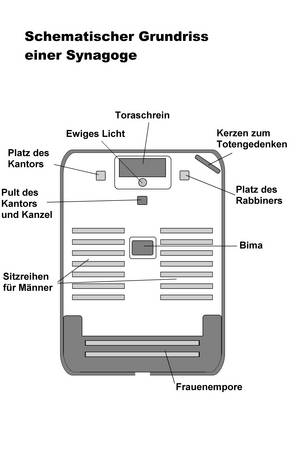 Schematischer Grundriss
einer Synagoge
Toraschrein
Ewiges Licht
Kerzen zum
Totengedenken
Platz des
Kantors
Pult des
Kantors
und Kanzel
Platz des
Rabbiners
Bima
Sitzreihen
für Männer
Frauenempore